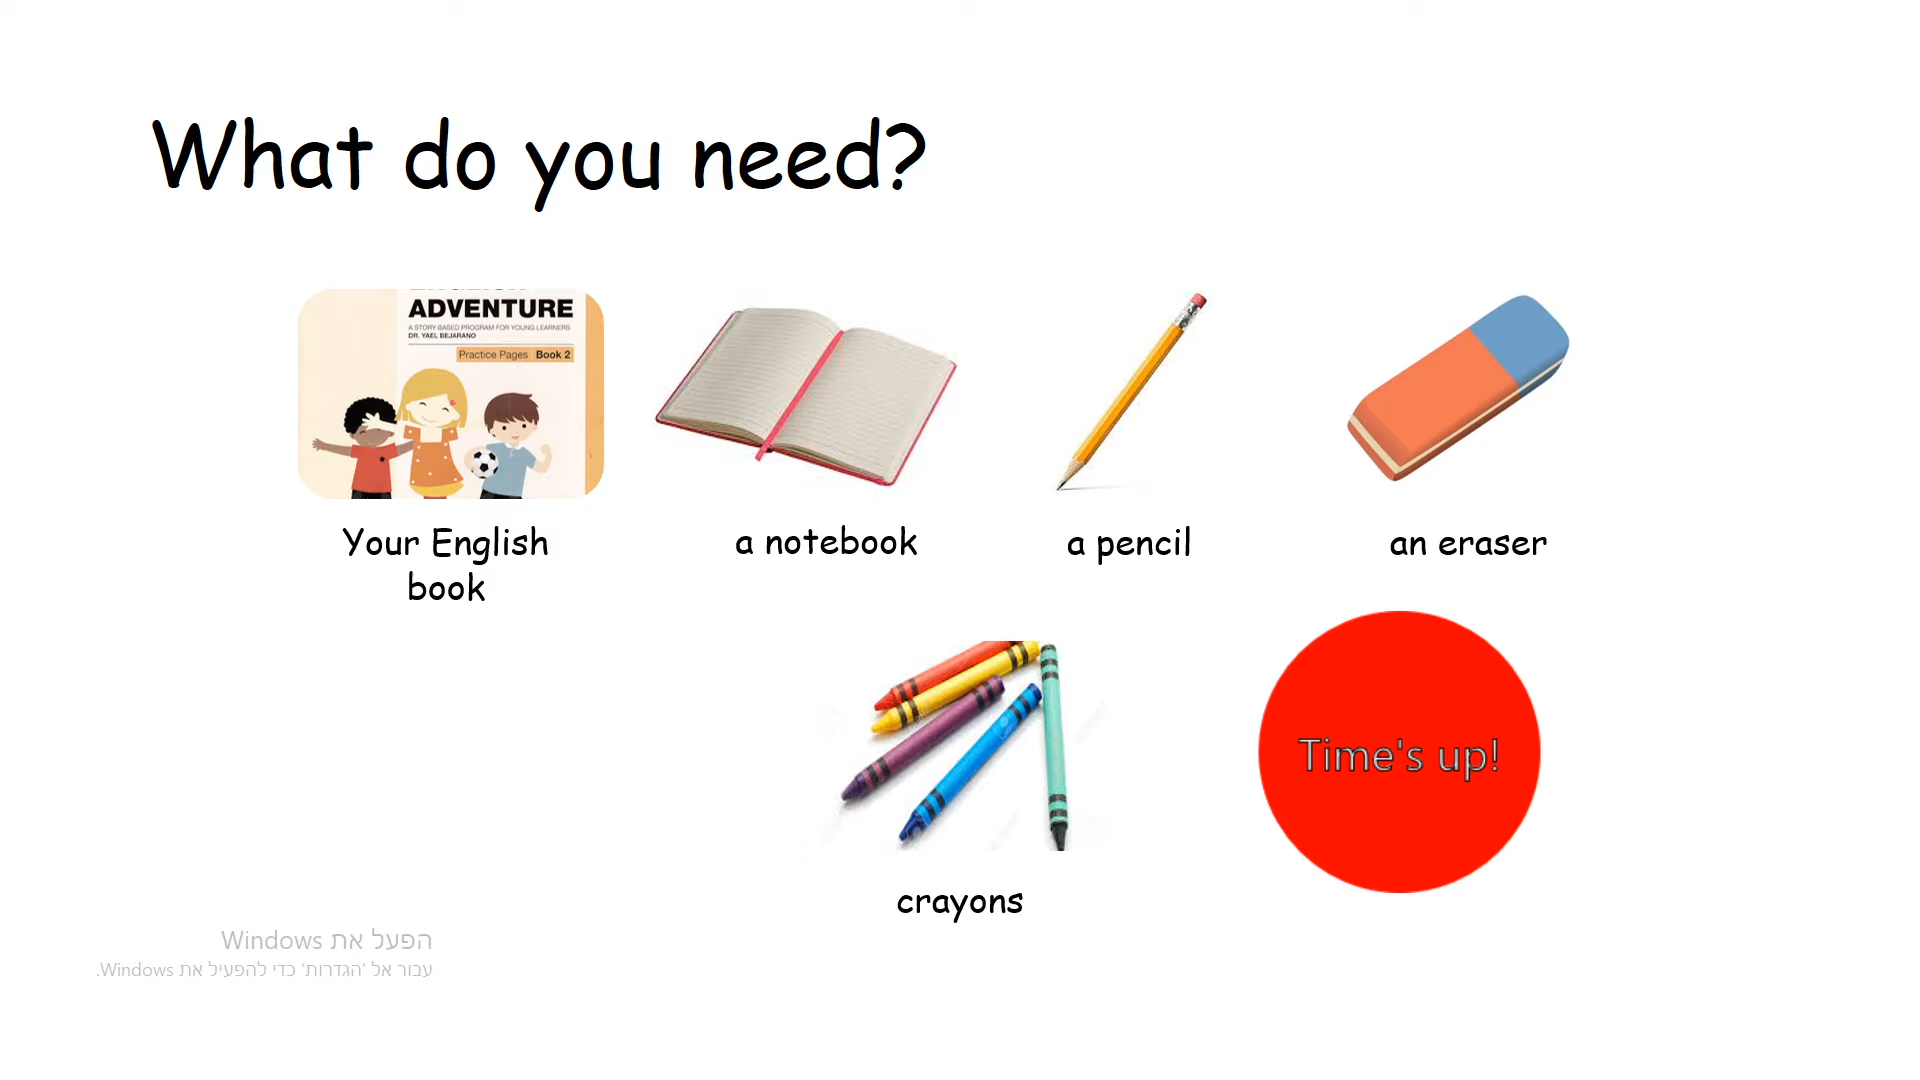 What do you need?
ADVENTURE
A STORY-BASED PROGRAM FOR YOUNG LEARNERS
DR. YAEL BEJARANO
Practice Pages Book 2
Your English
book
a notebook
a pencil
an eraser
crayons
Time's up!
הפעל את Windows
עבור אל 'הגדרות' כדי להפעיל את Windows.